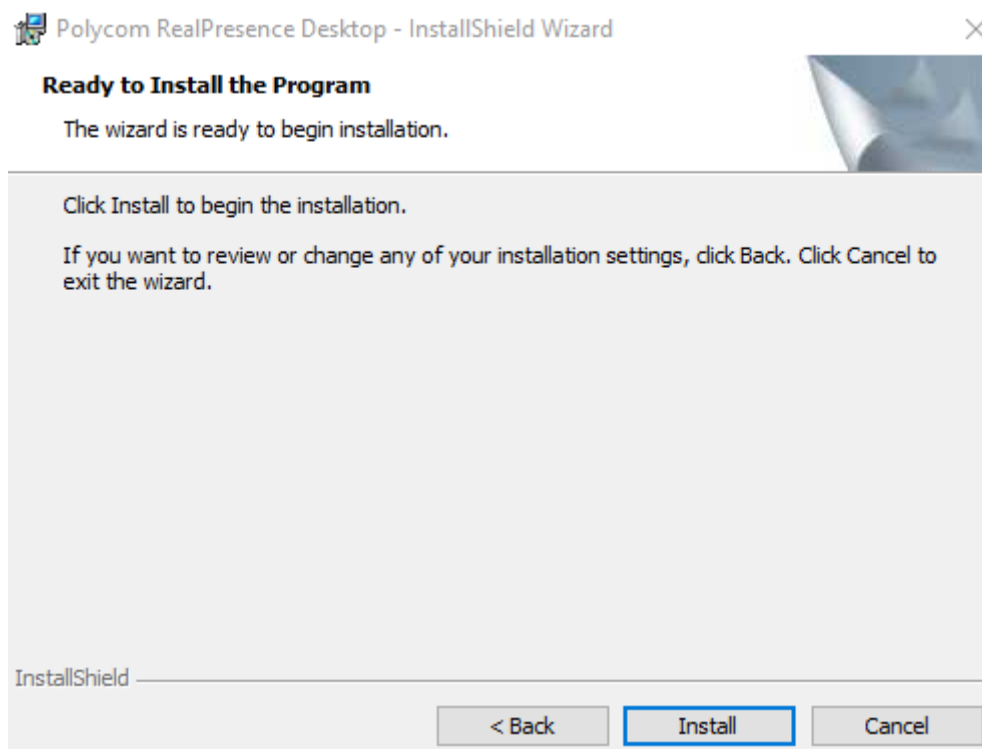 Polycom RealPresence Desktop - InstallShield Wizard
Ready to Install the Program
The wizard is ready to begin installation.
Click Install to begin the installation.
If you want to review or change any of your installation settings, click Back. Click Cancel to
exit the wizard.
InstallShield
< Back Install Cancel